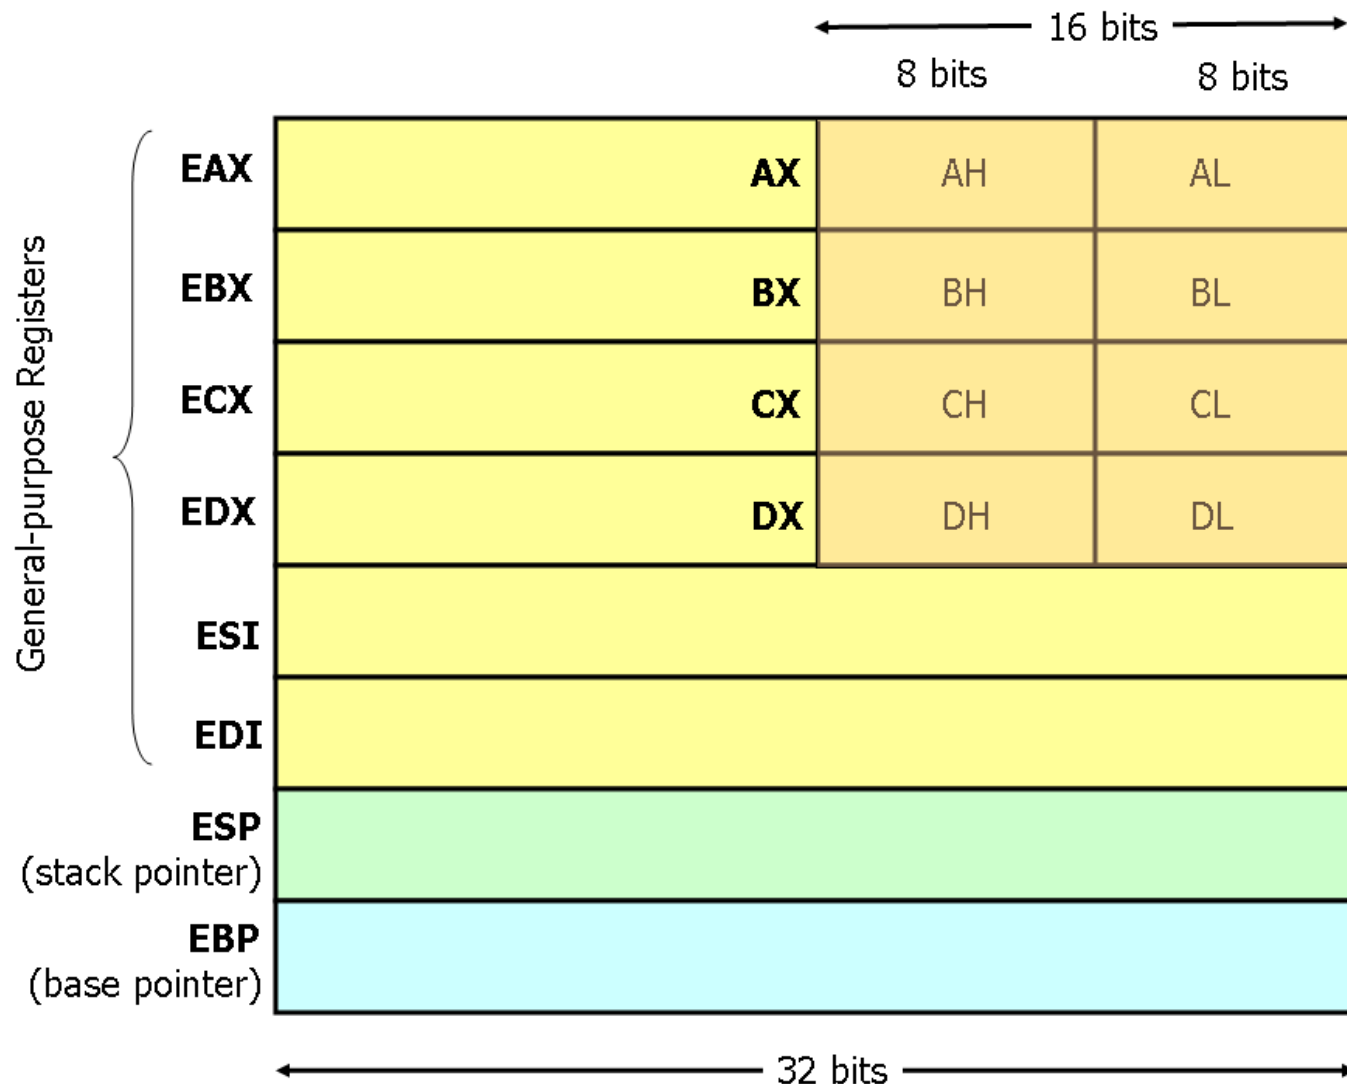 16 bits
8 bits 8 bits
General-purpose Registers
EAX AX AH AL
EBX BX BH BL
ECX CX CH CL
EDX DX DH DL
ESI
EDI
ESP
(stack pointer)
EBP
(base pointer)
32 bits